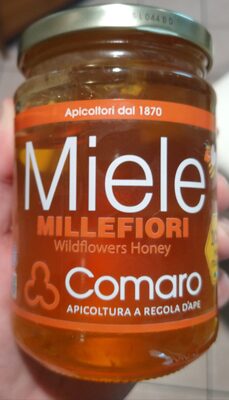 Apicoltori dal 1870
Miele
MILLEFIORI
Wildflowers Honey
Comaro
APICOLTURA A REGOLA D'APE